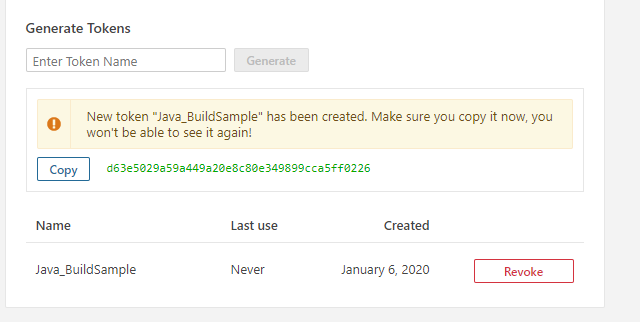 Generate Tokens
Enter Token Name
Generate
New token "Java_BuildSample" has been created. Make sure you copy it now, you
won't be able to see it again!
Copy d63e5029a59a449a20e8c80e349899cca5ff0226
Name Last use Created
Java_BuildSample Never January 6, 2020 Revoke